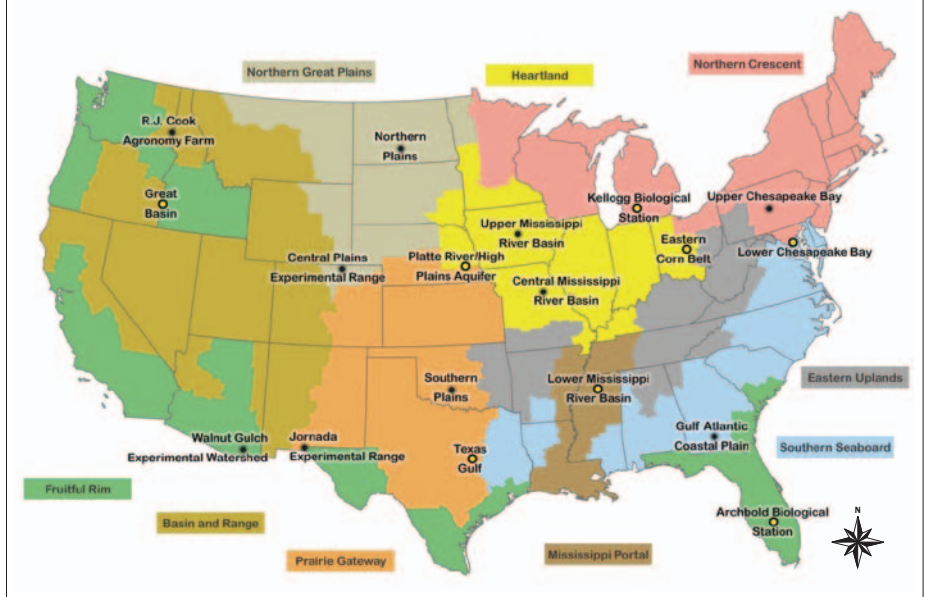 Northern Crescent
Northern Great Plains
Heartland
R.J. Cook
Agronomy Farm
Northern
Plains
Great
Basin
Kellogg Biological
Station
Upper Chesapeake Bay
Upper Mississippi
River Basin
Eastern
Corn Belt
Lower Chesapeake Bay
Central Plains
Experimental Range
Platte River/High
Plains Aquifer
Central Mississippi
River Basin
Southern
Plains
Lower Mississippi
River Basin
Eastern Uplands
Walnut Gulch
Experimental Watershed
Jornada
Experimental Range
Texas
Gulf
Gulf Atlantic
Coastal Plain
Southern Seaboard
Fruitful Rim
Basin and Range
Archbold Biological
Station
N
Prairie Gateway
Mississippi Portal